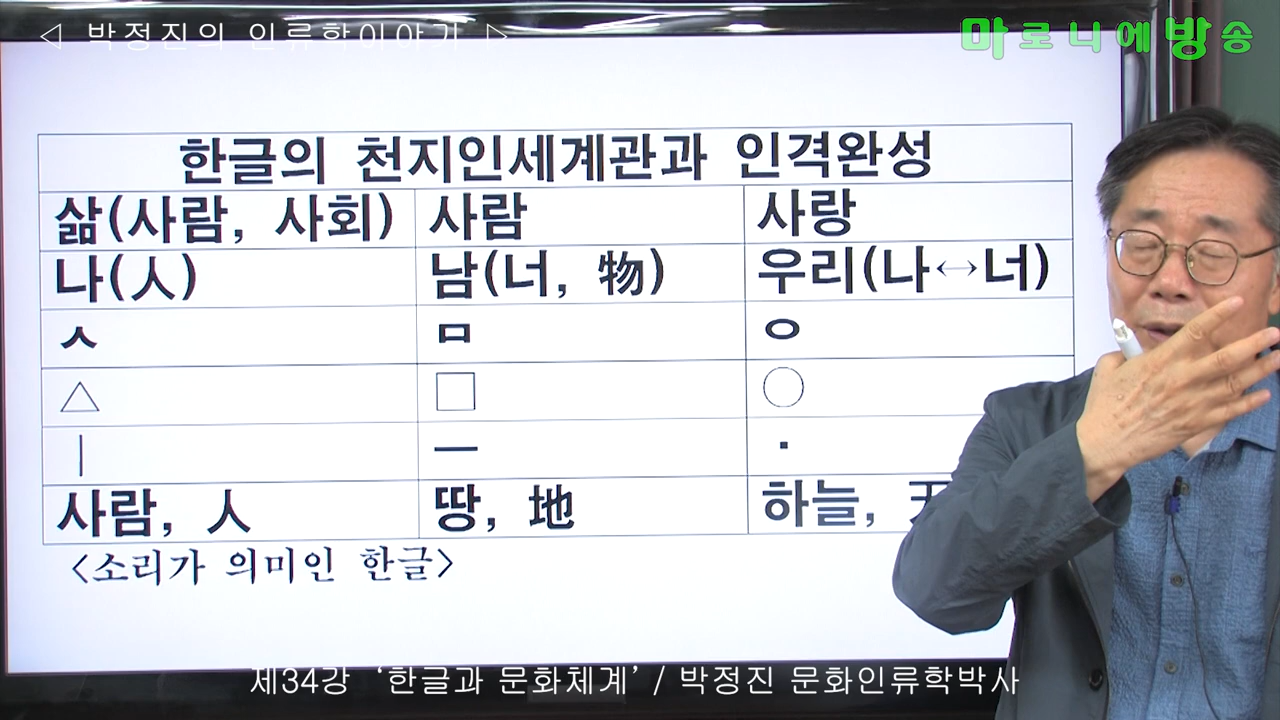 ◁ 박정진의 인류학이야기 ▷
마로니에방송
한글의 천지인세계관과 인격완성
삶(사람, 사회) 사람 사랑
나(人) 남(너, 物) 우리(나↔너)
ㅅ ㅁ ㅇ
△ □ ○
ㅣ ㅡ ·
사람, 人 땅, 地 하늘,
<소리가 의미인 한글>
제34강 ‘한글과 문화체계’ / 박정진 문화인류학박사